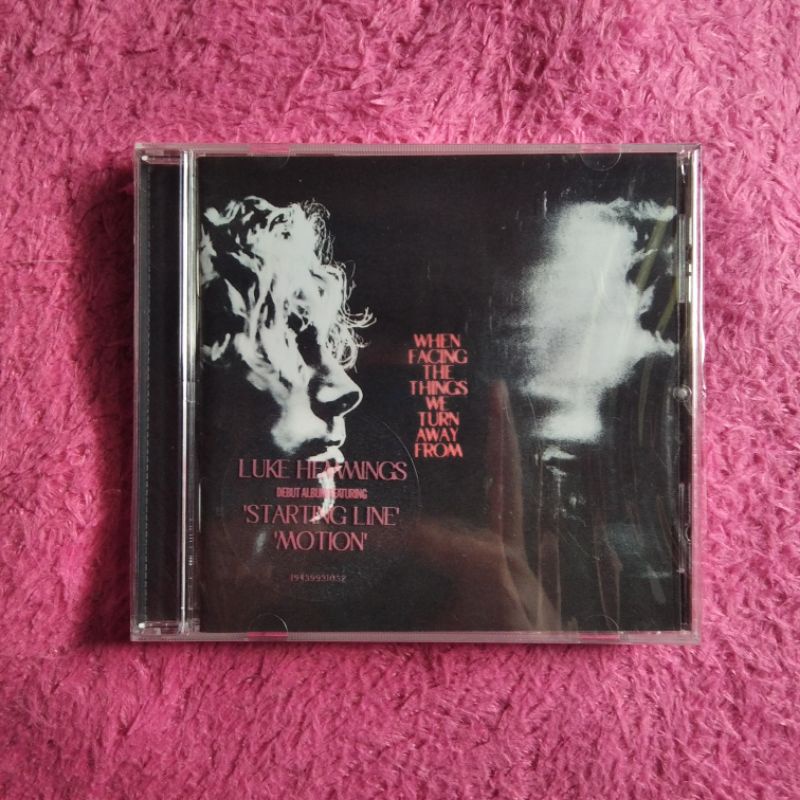 WHEN
FACING
THE
THINGS
WE
TURN
AWAY
FROM
LUKE HEMMINGS
DEBUT ALBUM FEATURING
'STARTING LINE'
'MOTION'
19439931052